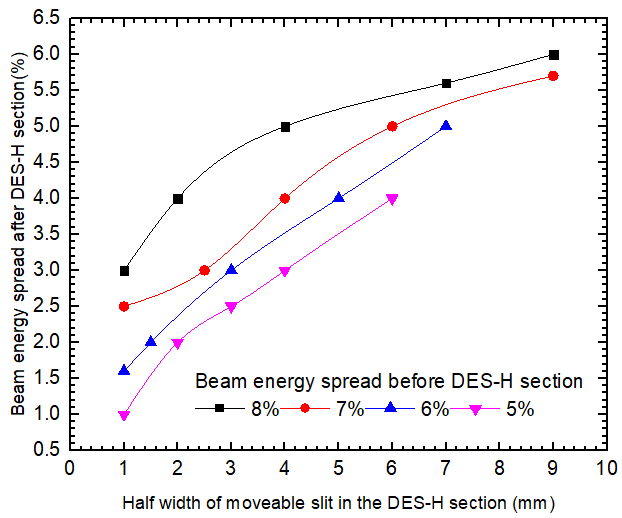 6.5
6.0
5.5
5.0
4.5
4.0
3.5
3.0
2.5
2.0
1.5
1.0
0.5
Beam energy spread after DES-H section(%)
Beam energy spread before DES-H section
8% 7% 6% 5%
0 1 2 3 4 5 6 7 8 9 10
Half width of moveable slit in the DES-H section (mm)